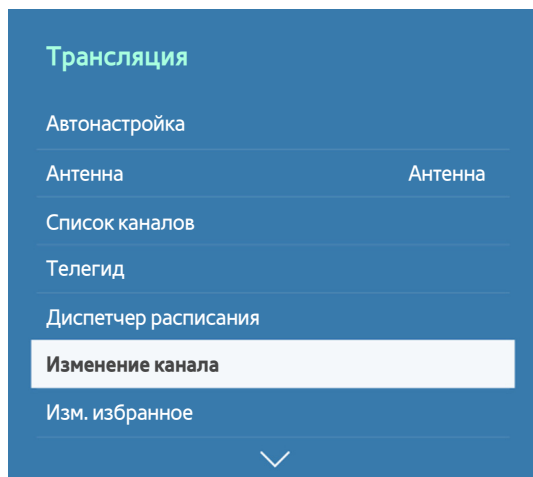 Трансляция
Автонастройка
Антенна Антенна
Список каналов
Телегид
Диспетчер расписания
Изменение канала
Изм. избранное